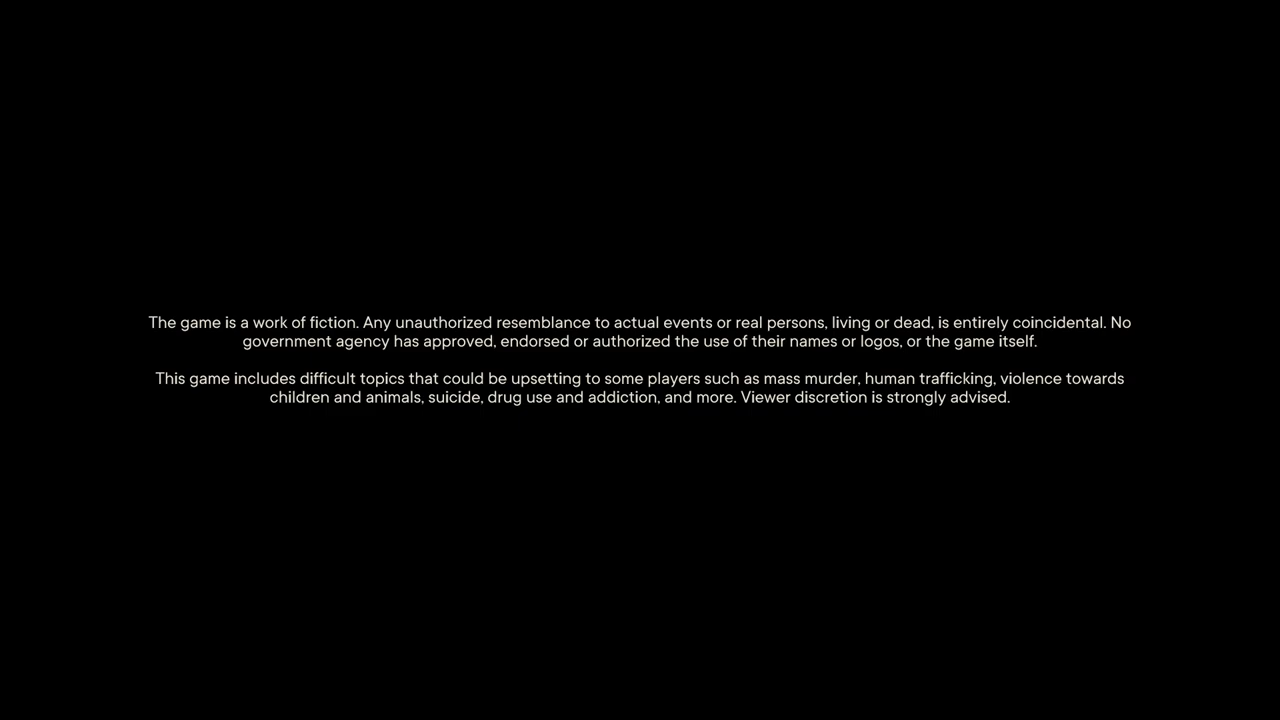 The game is a work of fiction. Any unauthorized resemblance to actual events or real persons, living or dead, is entirely coincidental. No
government agency has approved, endorsed or authorized the use of their names or logos, or the game itself.
This game includes difficult topics that could be upsetting to some players such as mass murder, human trafficking, violence towards
children and animals, suicide, drug use and addiction, and more. Viewer discretion is strongly advised.